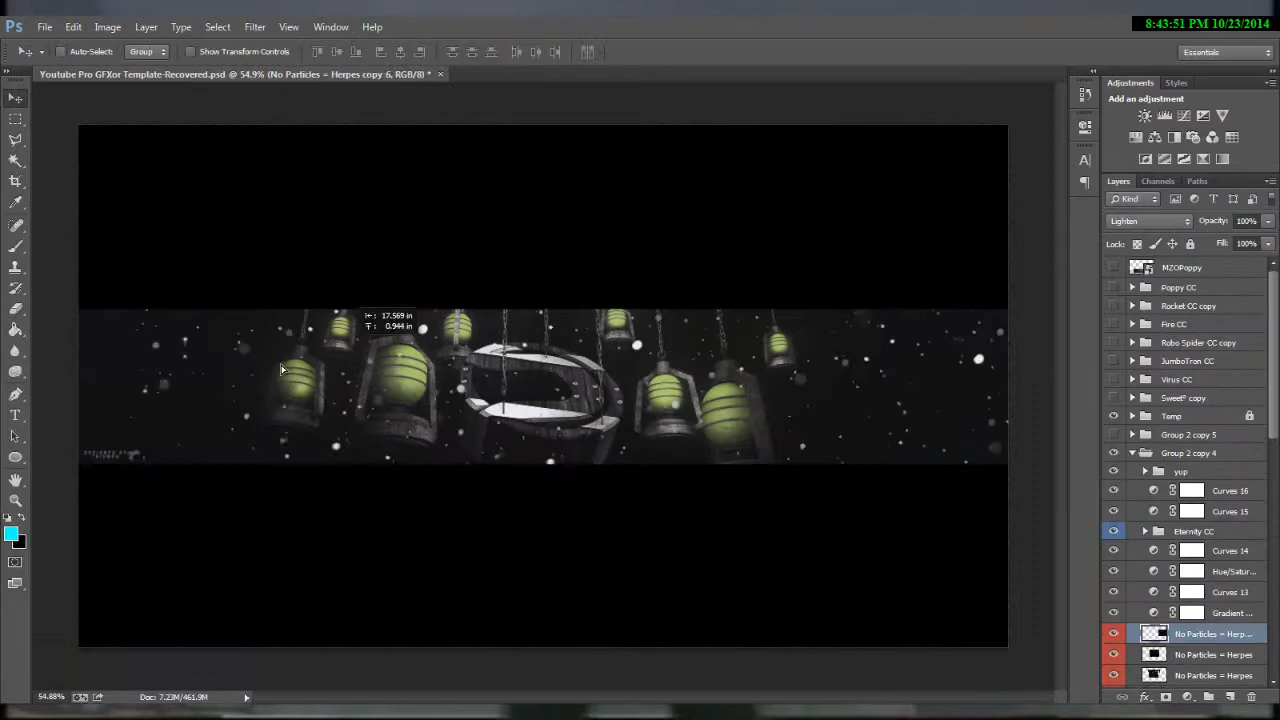 8:43:51 PM 10/23/2014
Ps File Edit Image Layer Type Select Filter View Window Help
Auto-Select: Group Show Transform Controls Essentials
Youtube Pro GFXor Template-Recovered.psd @ 54.9% (No Particles = Herpes copy 6, RGB/8) * ×
Adjustments Styles
Add an adjustment
Layers Channels Paths
Kind
Lighten Opacity: 100%
Lock: Fill: 100%
MZOPoppy
Poppy CC
Rocket CC copy
Fire CC
Robo Spider CC copy
JumboTron CC
Virus CC
Sweet® copy
Temp
Group 2 copy 5
Group 2 copy 4
yup
Curves 16
Curves 15
Eternity CC
Curves 14
Hue/Satur...
Curves 13
Gradient ...
No Particles = Herp...
No Particles = Herpes
No Particles = Herpes
17.569 in
0.944 in
54.88% Doc: 7.23M/461.9M